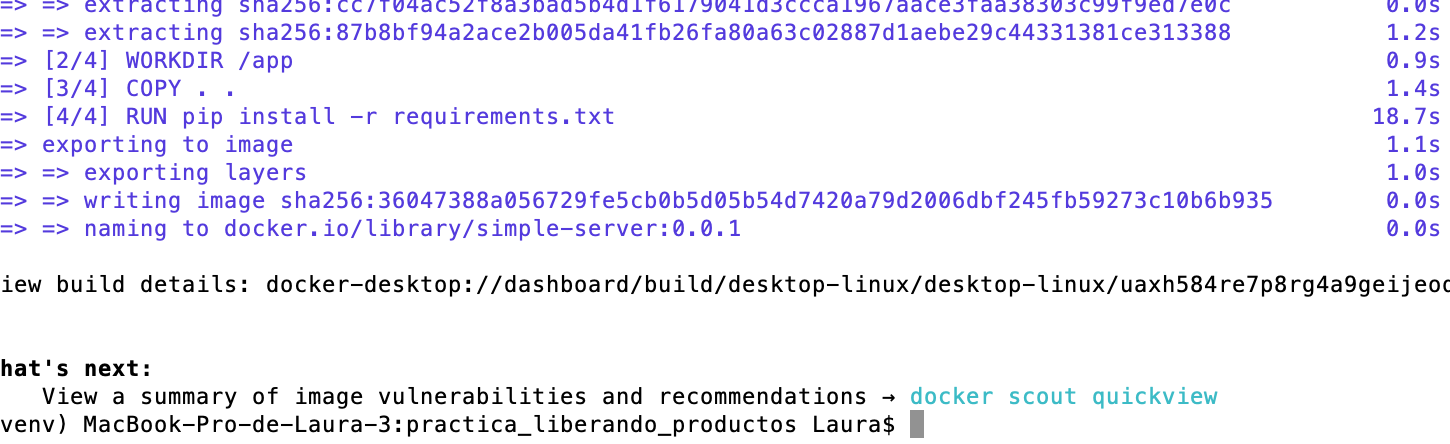 => => extracting sha256:cc7f04ac52f8a3bad5b4d1f6179041d3ccca1967aace3faa38303c99f9ed7e0c 0.0s
=> => extracting sha256:87b8bf94a2ace2b005da41fb26fa80a63c02887d1aebe29c44331381ce313388 1.2s
=> [2/4] WORKDIR /app 0.9s
=> [3/4] COPY . . 1.4s
=> [4/4] RUN pip install -r requirements.txt 18.7s
=> exporting to image 1.1s
=> => exporting layers 1.0s
=> => writing image sha256:36047388a056729fe5cb0b5d05b54d7420a79d2006dbf245fb59273c10b6b935 0.0s
=> => naming to docker.io/library/simple-server:0.0.1 0.0s
iew build details: docker-desktop://dashboard/build/desktop-linux/desktop-linux/uaxh584re7p8rg4a9geijeoc
hat's next:
View a summary of image vulnerabilities and recommendations → docker scout quickview
venv) MacBook-Pro-de-Laura-3:practica_liberando_productos Laura$